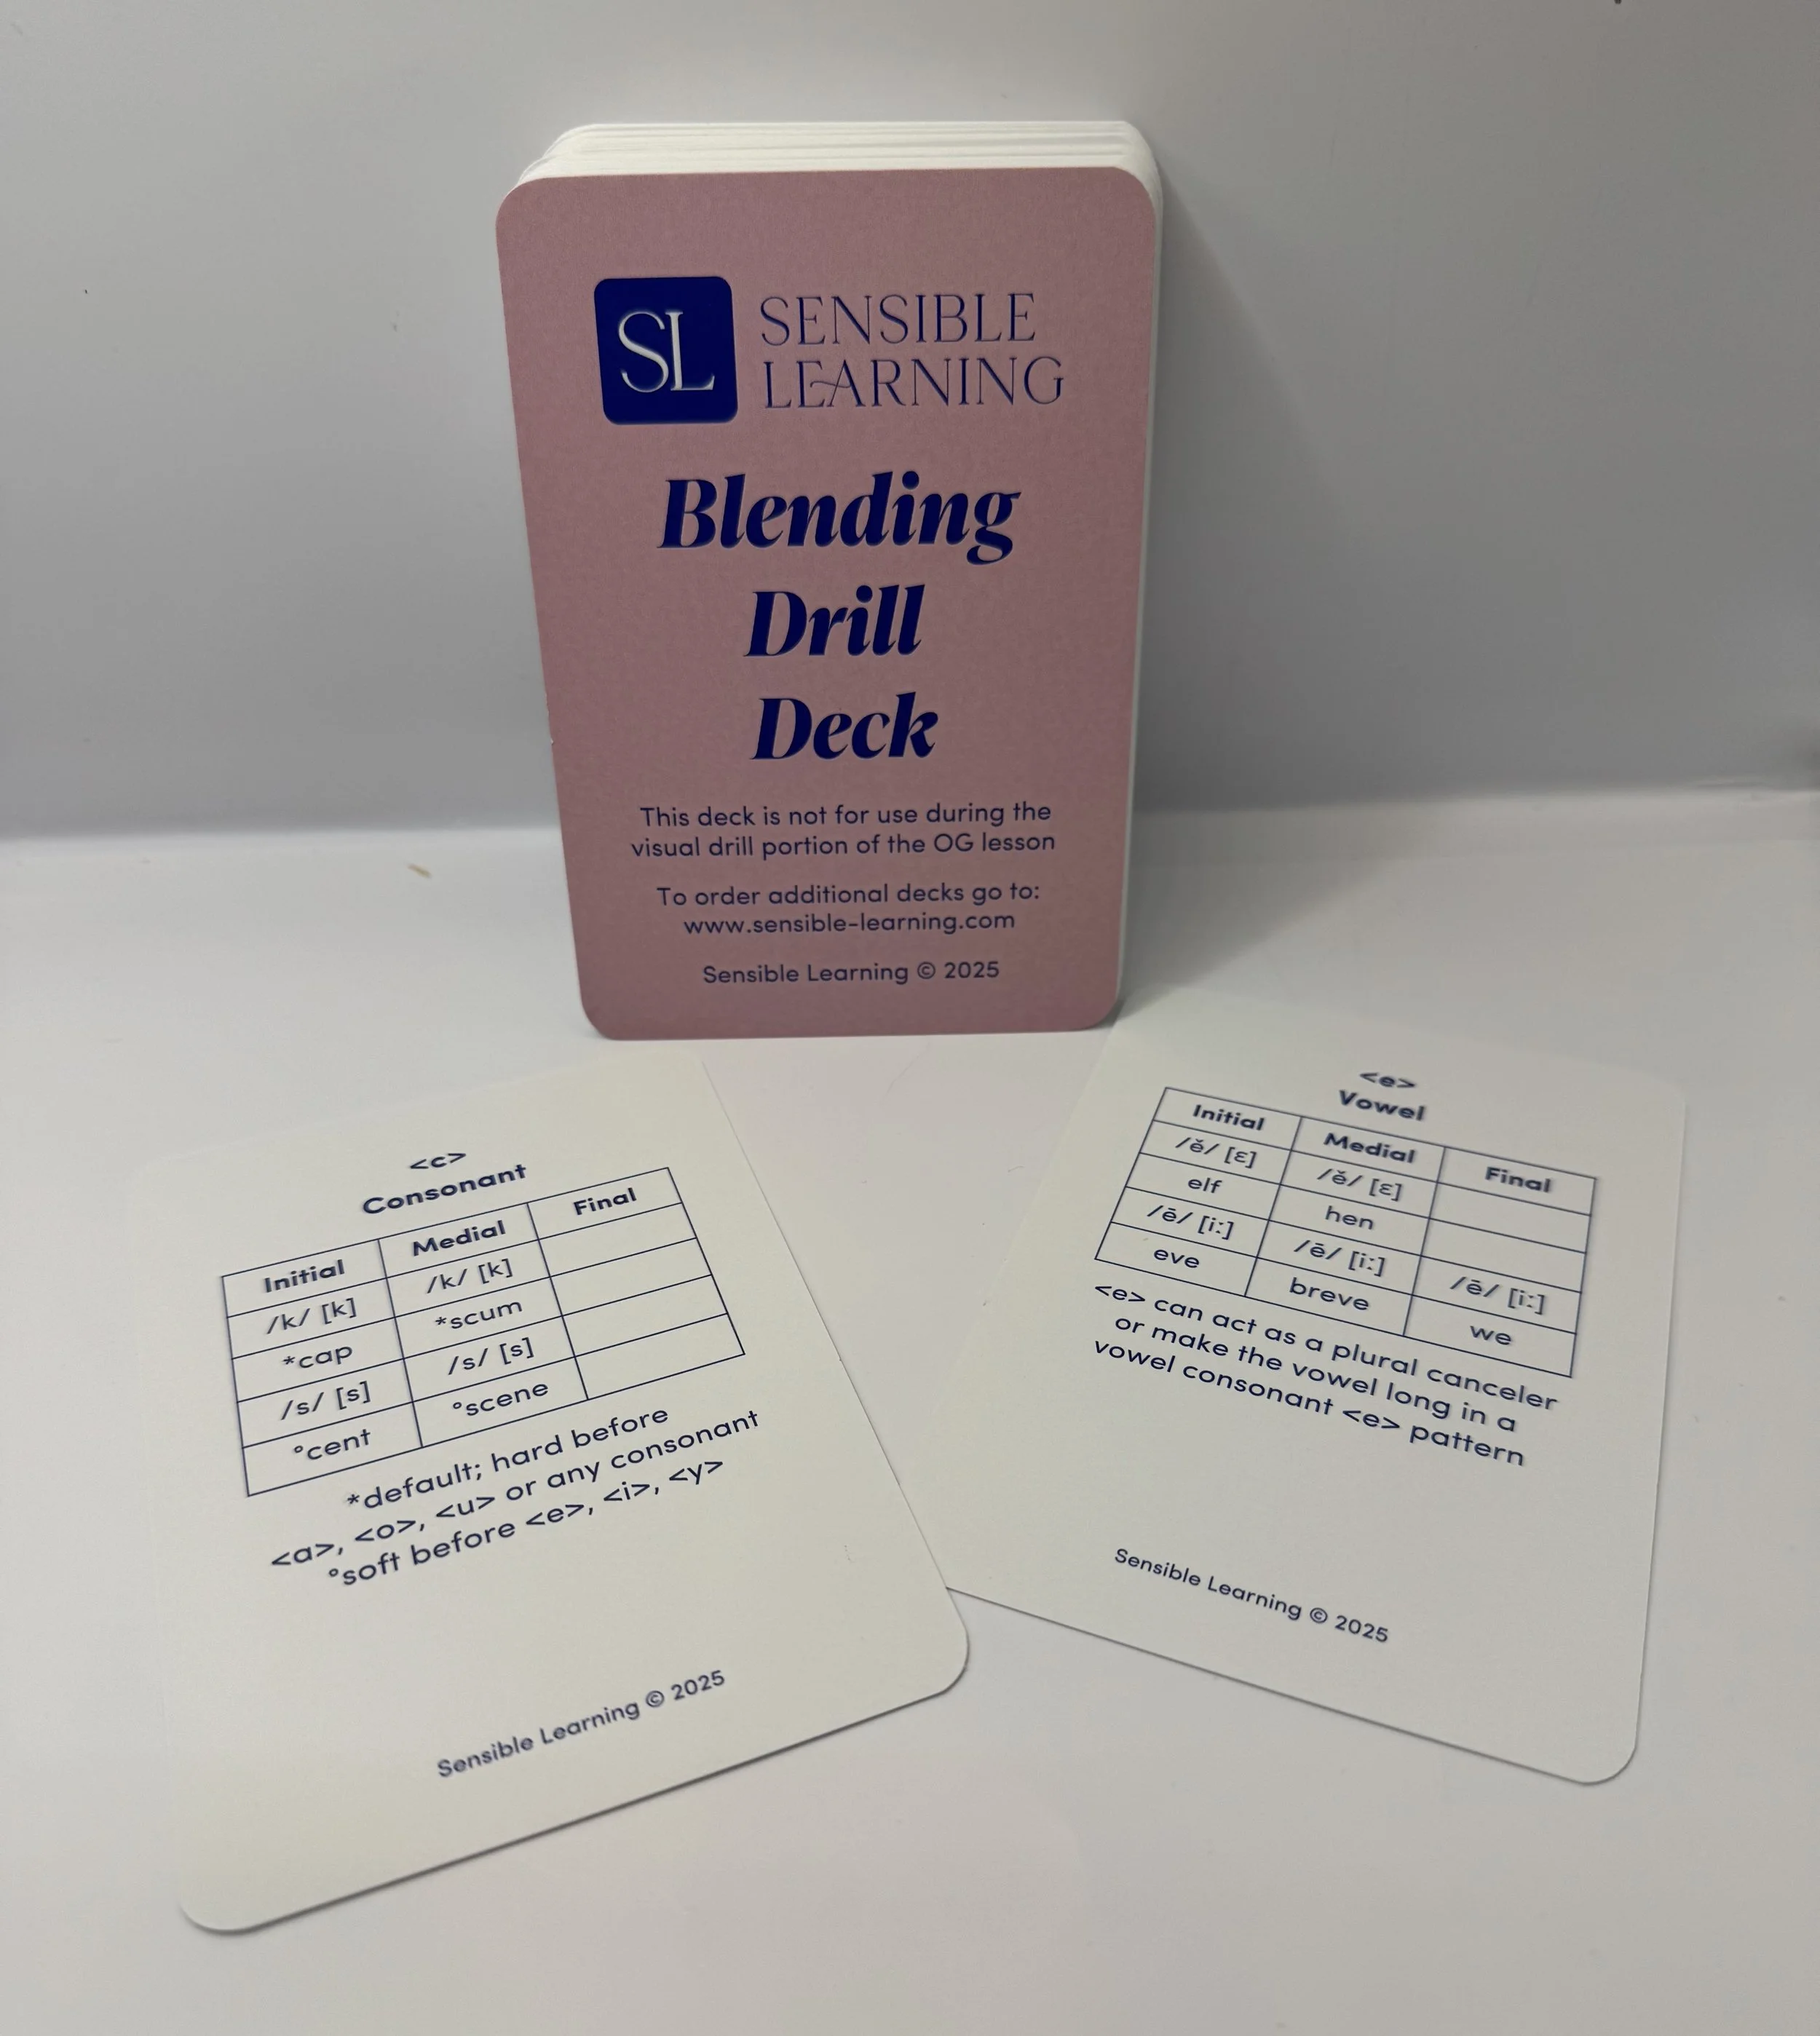 SL
SENSIBLE
LEARNING
Blending
Drill
Deck
This deck is not for use during the
visual drill portion of the OG lesson
To order additional decks go to:
www.sensible-learning.com
Sensible Learning © 2025
<c>
Consonant
Initial Medial Final
/k/ [k] /k/ [k]
*cap *scum
/s/ [s] /s/ [s]
°cent °scene
*default; hard before
<a>, <o>, <u> or any consonant
°soft before <e>, <i>, <y>
Sensible Learning © 2025
<e>
Vowel
Initial Medial Final
/ĕ/ [ɛ] /ĕ/ [ɛ]
elf hen
/ē/ [iː] /ē/ [iː] /ē/ [iː]
eve breve we
<e> can act as a plural canceler
or make the vowel long in a
vowel consonant <e> pattern
Sensible Learning © 2025